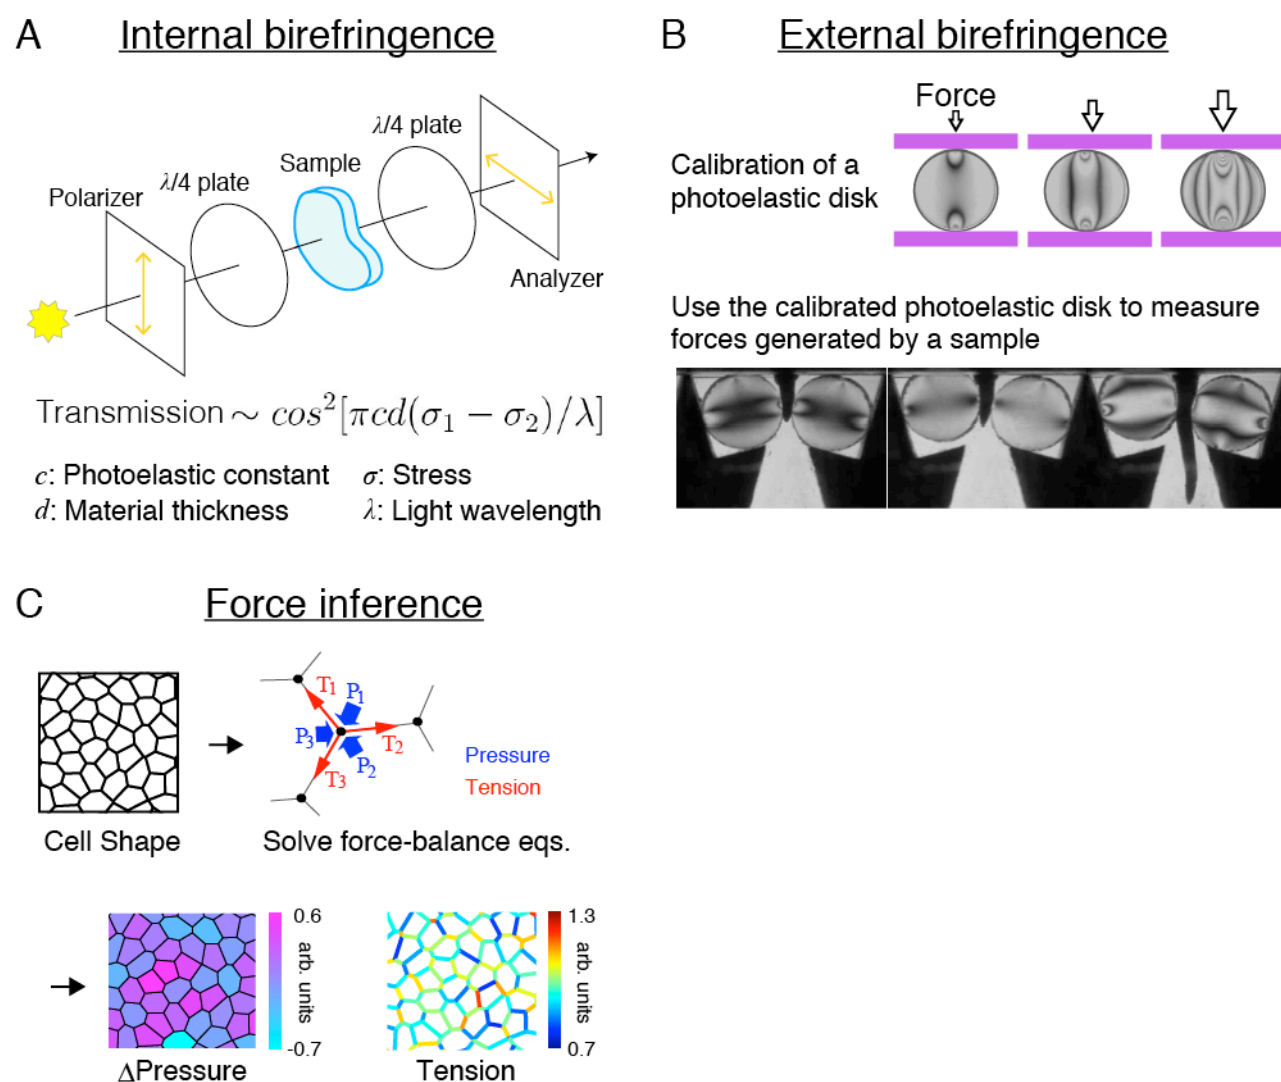 A
Internal birefringence
Polarizer
λ/4 plate
Sample
λ/4 plate
Analyzer
Transmission ~ cos²[πcd(σ₁ − σ₂)/λ]
c: Photoelastic constant
σ: Stress
d: Material thickness
λ: Light wavelength
B
External birefringence
Force
Calibration of a
photoelastic disk
Use the calibrated photoelastic disk to measure
forces generated by a sample
C
Force inference
T₁
P₁
P₃
T₂
T₃
P₂
Pressure
Tension
Cell Shape
Solve force-balance eqs.
0.6
arb. units
-0.7
ΔPressure
1.3
arb. units
0.7
Tension